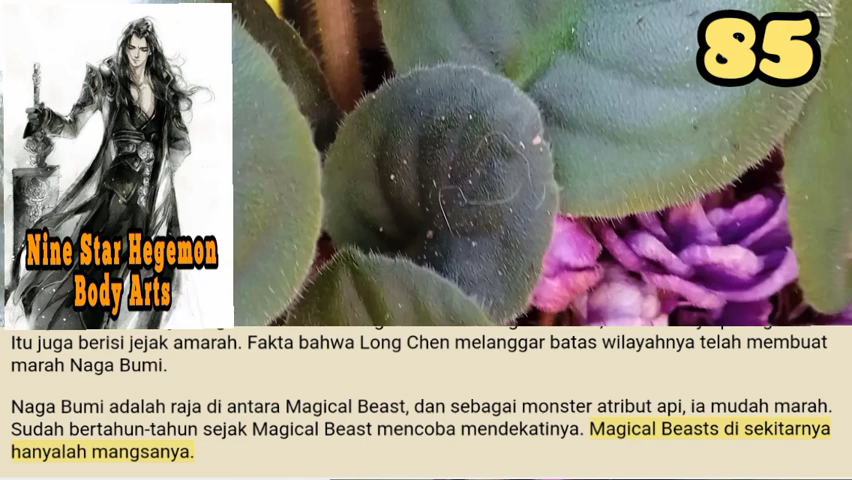 85
Nine Star Hegemon
Body Arts
Itu juga berisi jejak amarah. Fakta bahwa Long Chen melanggar batas wilayahnya telah membuat
marah Naga Bumi.
Naga Bumi adalah raja di antara Magical Beast, dan sebagai monster atribut api, ia mudah marah.
Sudah bertahun-tahun sejak Magical Beast mencoba mendekatinya. Magical Beasts di sekitarnya
hanyalah mangsanya.